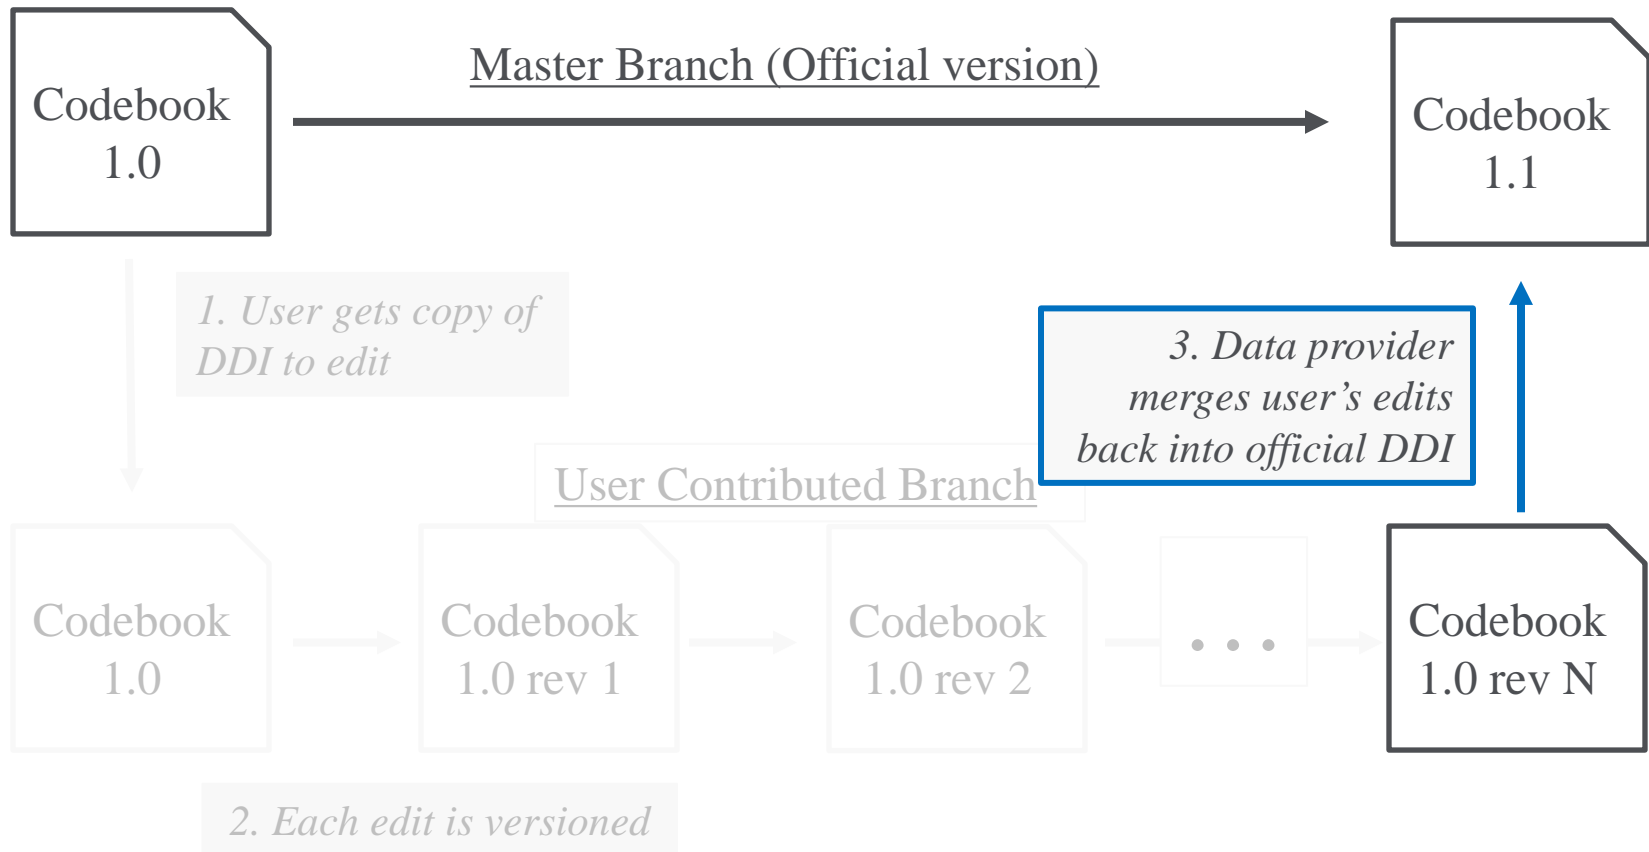 Master Branch (Official version)
Codebook
1.0
Codebook
1.1
1. User gets copy of
DDI to edit
3. Data provider
merges user’s edits
back into official DDI
User Contributed Branch
Codebook
1.0
Codebook
1.0 rev 1
Codebook
1.0 rev 2
. . .
Codebook
1.0 rev N
2. Each edit is versioned